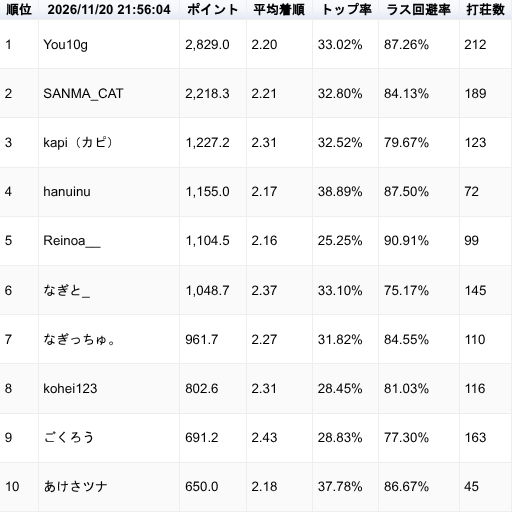 順位 2026/11/20 21:56:04 ポイント 平均着順 トップ率 ラス回避率 打荘数
1 You10g 2,829.0 2.20 33.02% 87.26% 212
2 SANMA_CAT 2,218.3 2.21 32.80% 84.13% 189
3 kapi（カピ） 1,227.2 2.31 32.52% 79.67% 123
4 hanuinu 1,155.0 2.17 38.89% 87.50% 72
5 Reinoa__ 1,104.5 2.16 25.25% 90.91% 99
6 なぎと_ 1,048.7 2.37 33.10% 75.17% 145
7 なぎっちゅ。 961.7 2.27 31.82% 84.55% 110
8 kohei123 802.6 2.31 28.45% 81.03% 116
9 ごくろう 691.2 2.43 28.83% 77.30% 163
10 あけさツナ 650.0 2.18 37.78% 86.67% 45